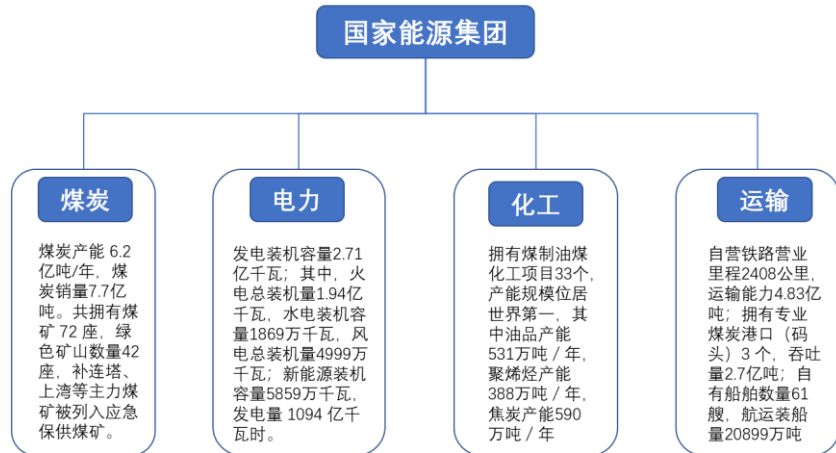 国家能源集团
煤炭
煤炭产能 6.2
亿吨/年，煤
炭销量7.7亿
吨。共拥有煤
矿 72 座，绿
色矿山数量42
座，补连塔、
上湾等主力煤
矿被列入应急
保供煤矿。
电力
发电装机容量2.71
亿千瓦；其中，火
电总装机量1.94亿
千瓦，水电装机容
量1869万千瓦，风
电总装机量4999万
千瓦；新能源装机
容量5859万千瓦，
发电量 1094 亿千
瓦时。
化工
拥有煤制油煤
化工项目33个，
产能规模位居
世界第一，其
中油品产能
531万吨 / 年，
聚烯烃产能
388万吨 / 年，
焦炭产能590
万吨 / 年
运输
自营铁路营业
里程2408公里，
运输能力4.83亿
吨；拥有专业
煤炭港口（码
头）3 个，吞吐
量2.7亿吨；自
有船舶数量61
艘，航运装船
量20899万吨